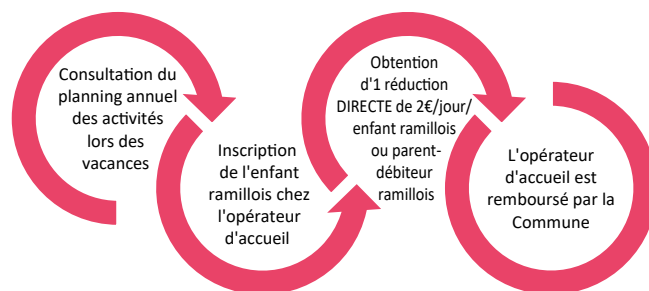 Consultation du
planning annuel
des activités
lors des
vacances
Inscription
de l'enfant
ramillois chez
l'opérateur
d'accueil
Obtention
d'1 réduction
DIRECTE de 2€/jour/
enfant ramillois
ou parent-
débiteur
ramillois
L'opérateur
d'accueil est
remboursé par la
Commune